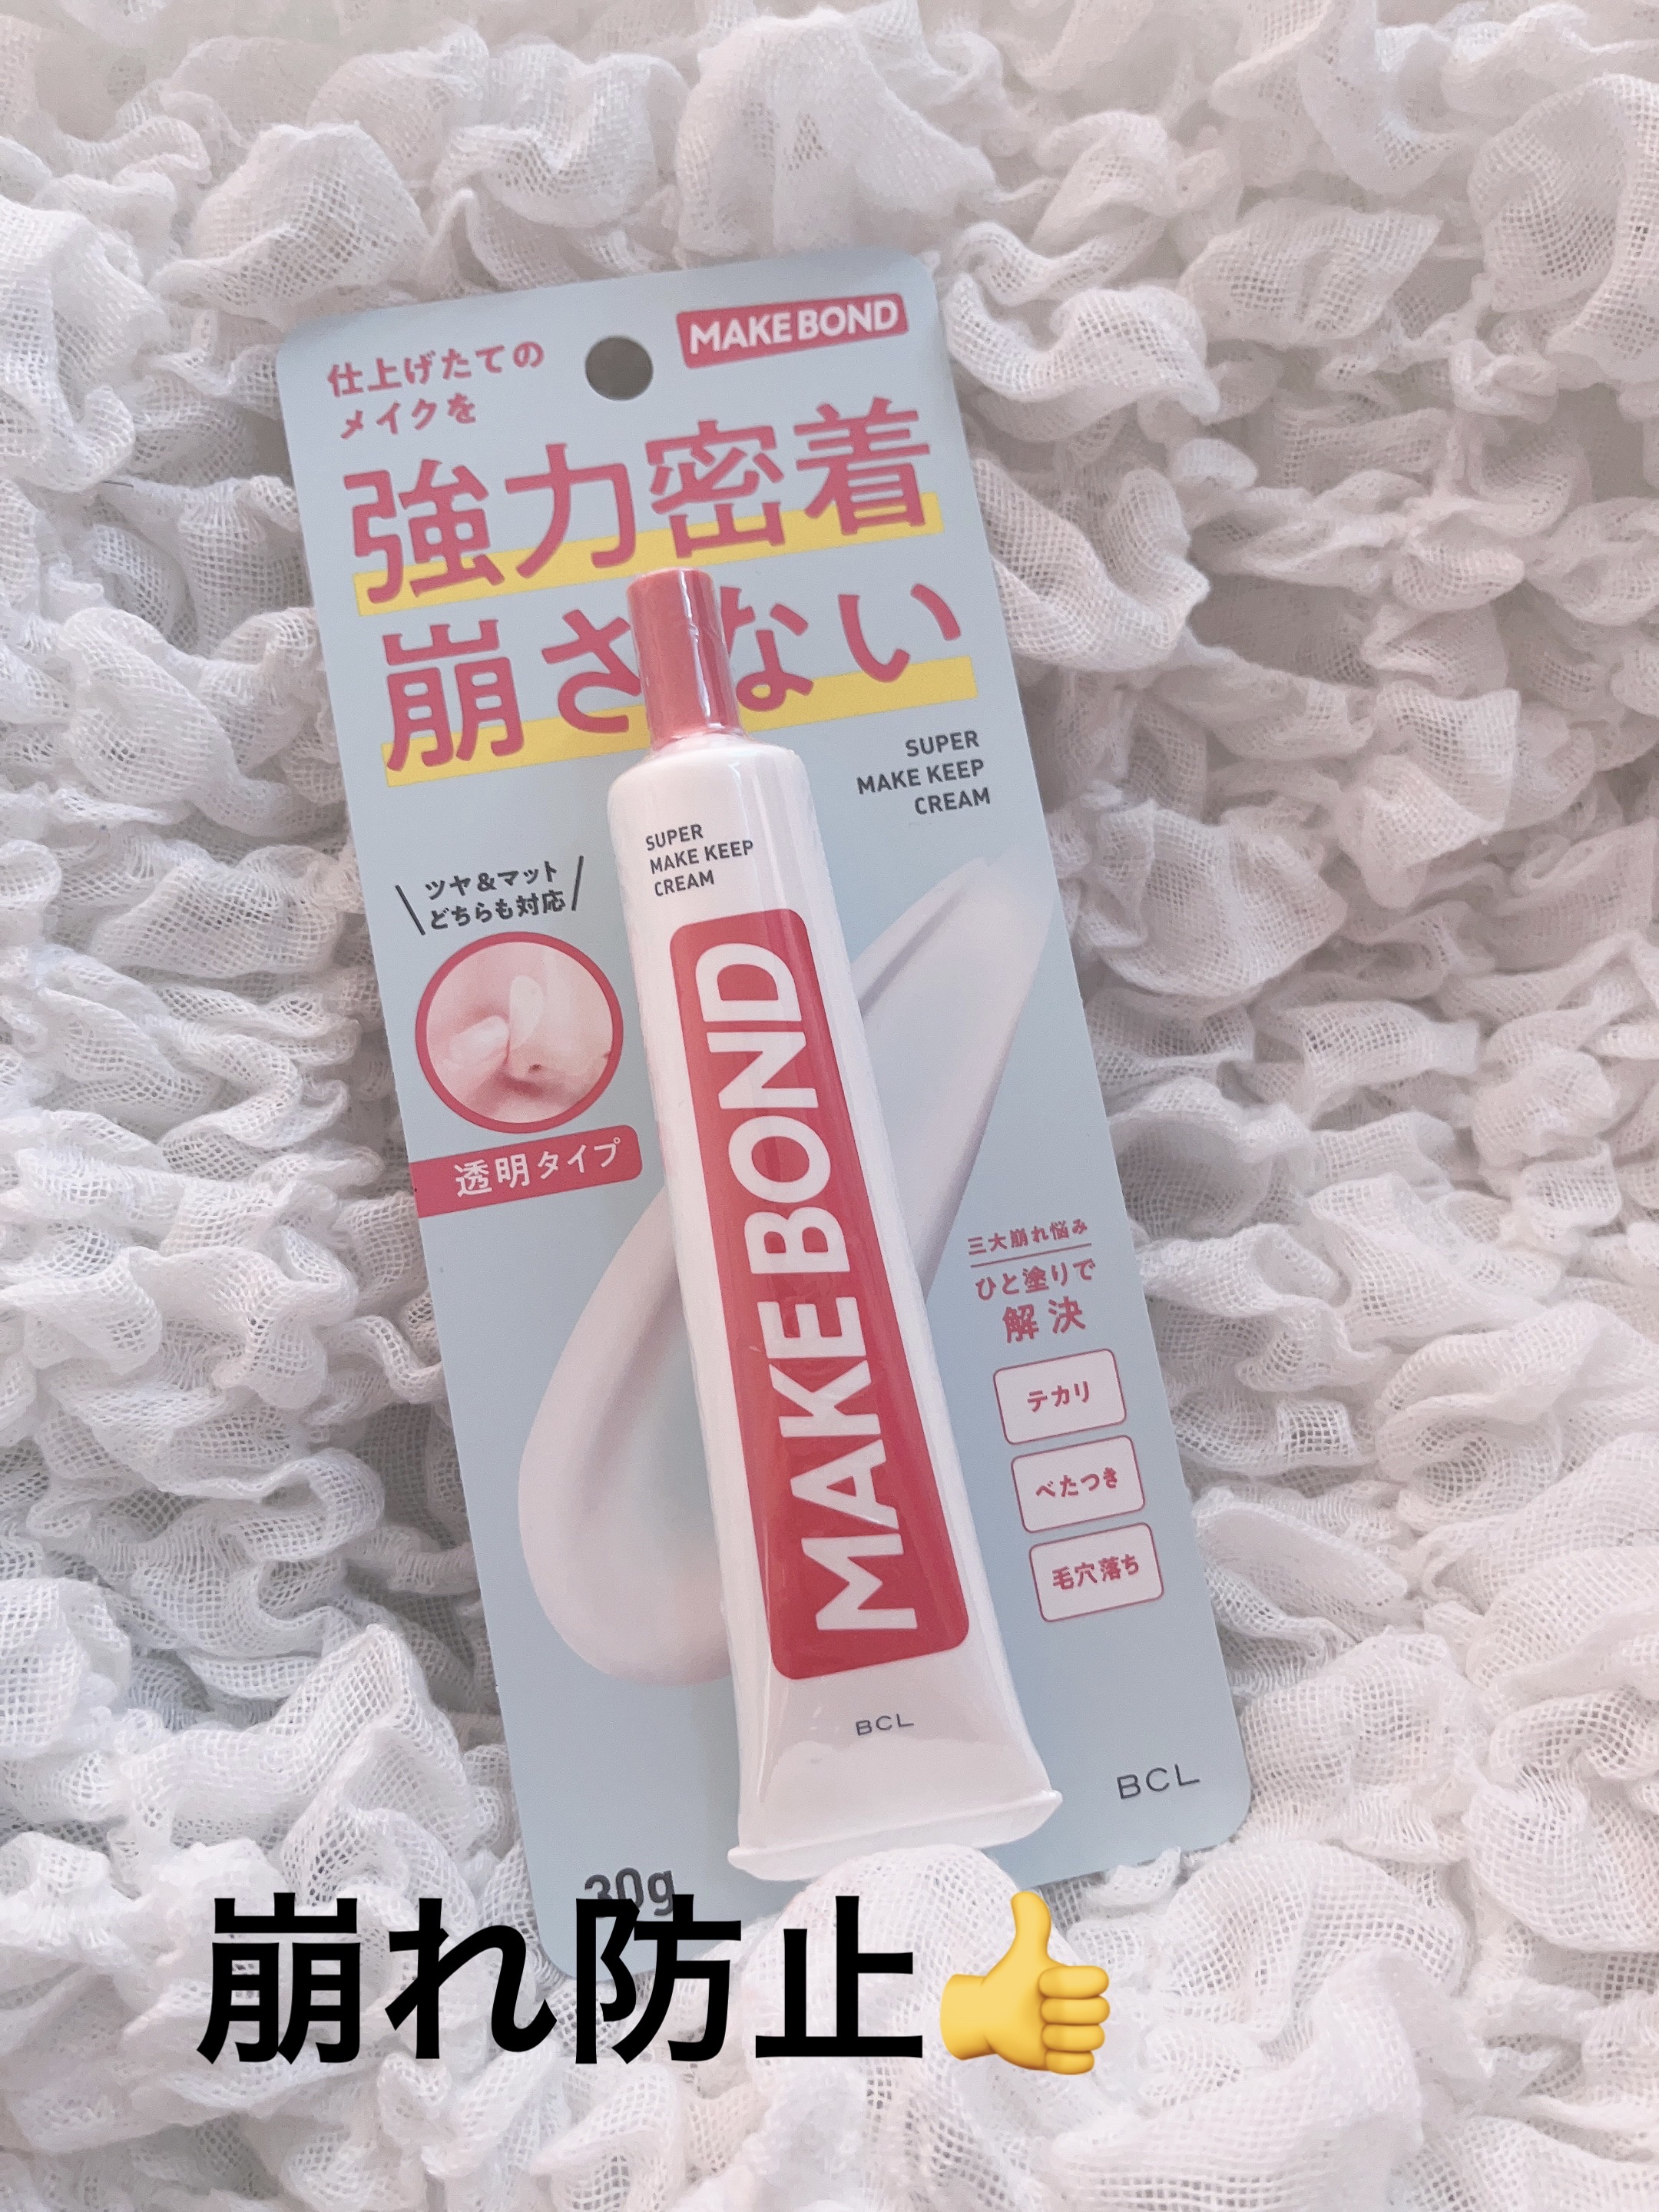 仕上げたての
メイクを
MAKE BOND
強力密着
崩さない
SUPER
MAKE KEEP
CREAM
SUPER
MAKE KEEP
CREAM
ツヤ&マット
どちらも対応
透明タイプ
MAKE BOND
三大崩れ悩み
ひと塗りで
解決
テカリ
べたつき
毛穴落ち
BCL
BCL
30g
崩れ防止👍